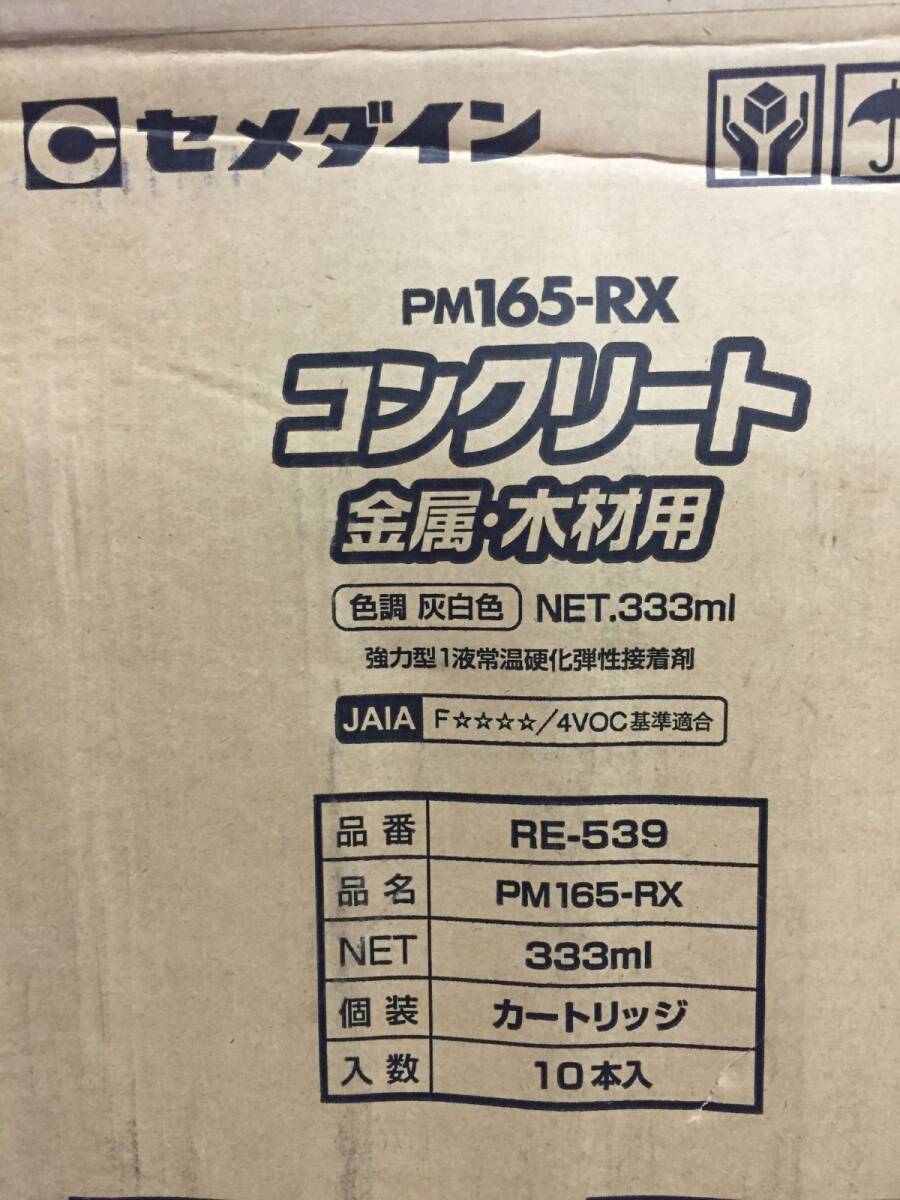 セメダイン
PM165-RX
コンクリート
金属・木材用
色調 灰白色 NET.333ml
強力型1液常温硬化弾性接着剤
JAIA F☆☆☆☆/4VOC基準適合
品番 RE-539
品名 PM165-RX
NET 333ml
個装 カートリッジ
入数 10本入